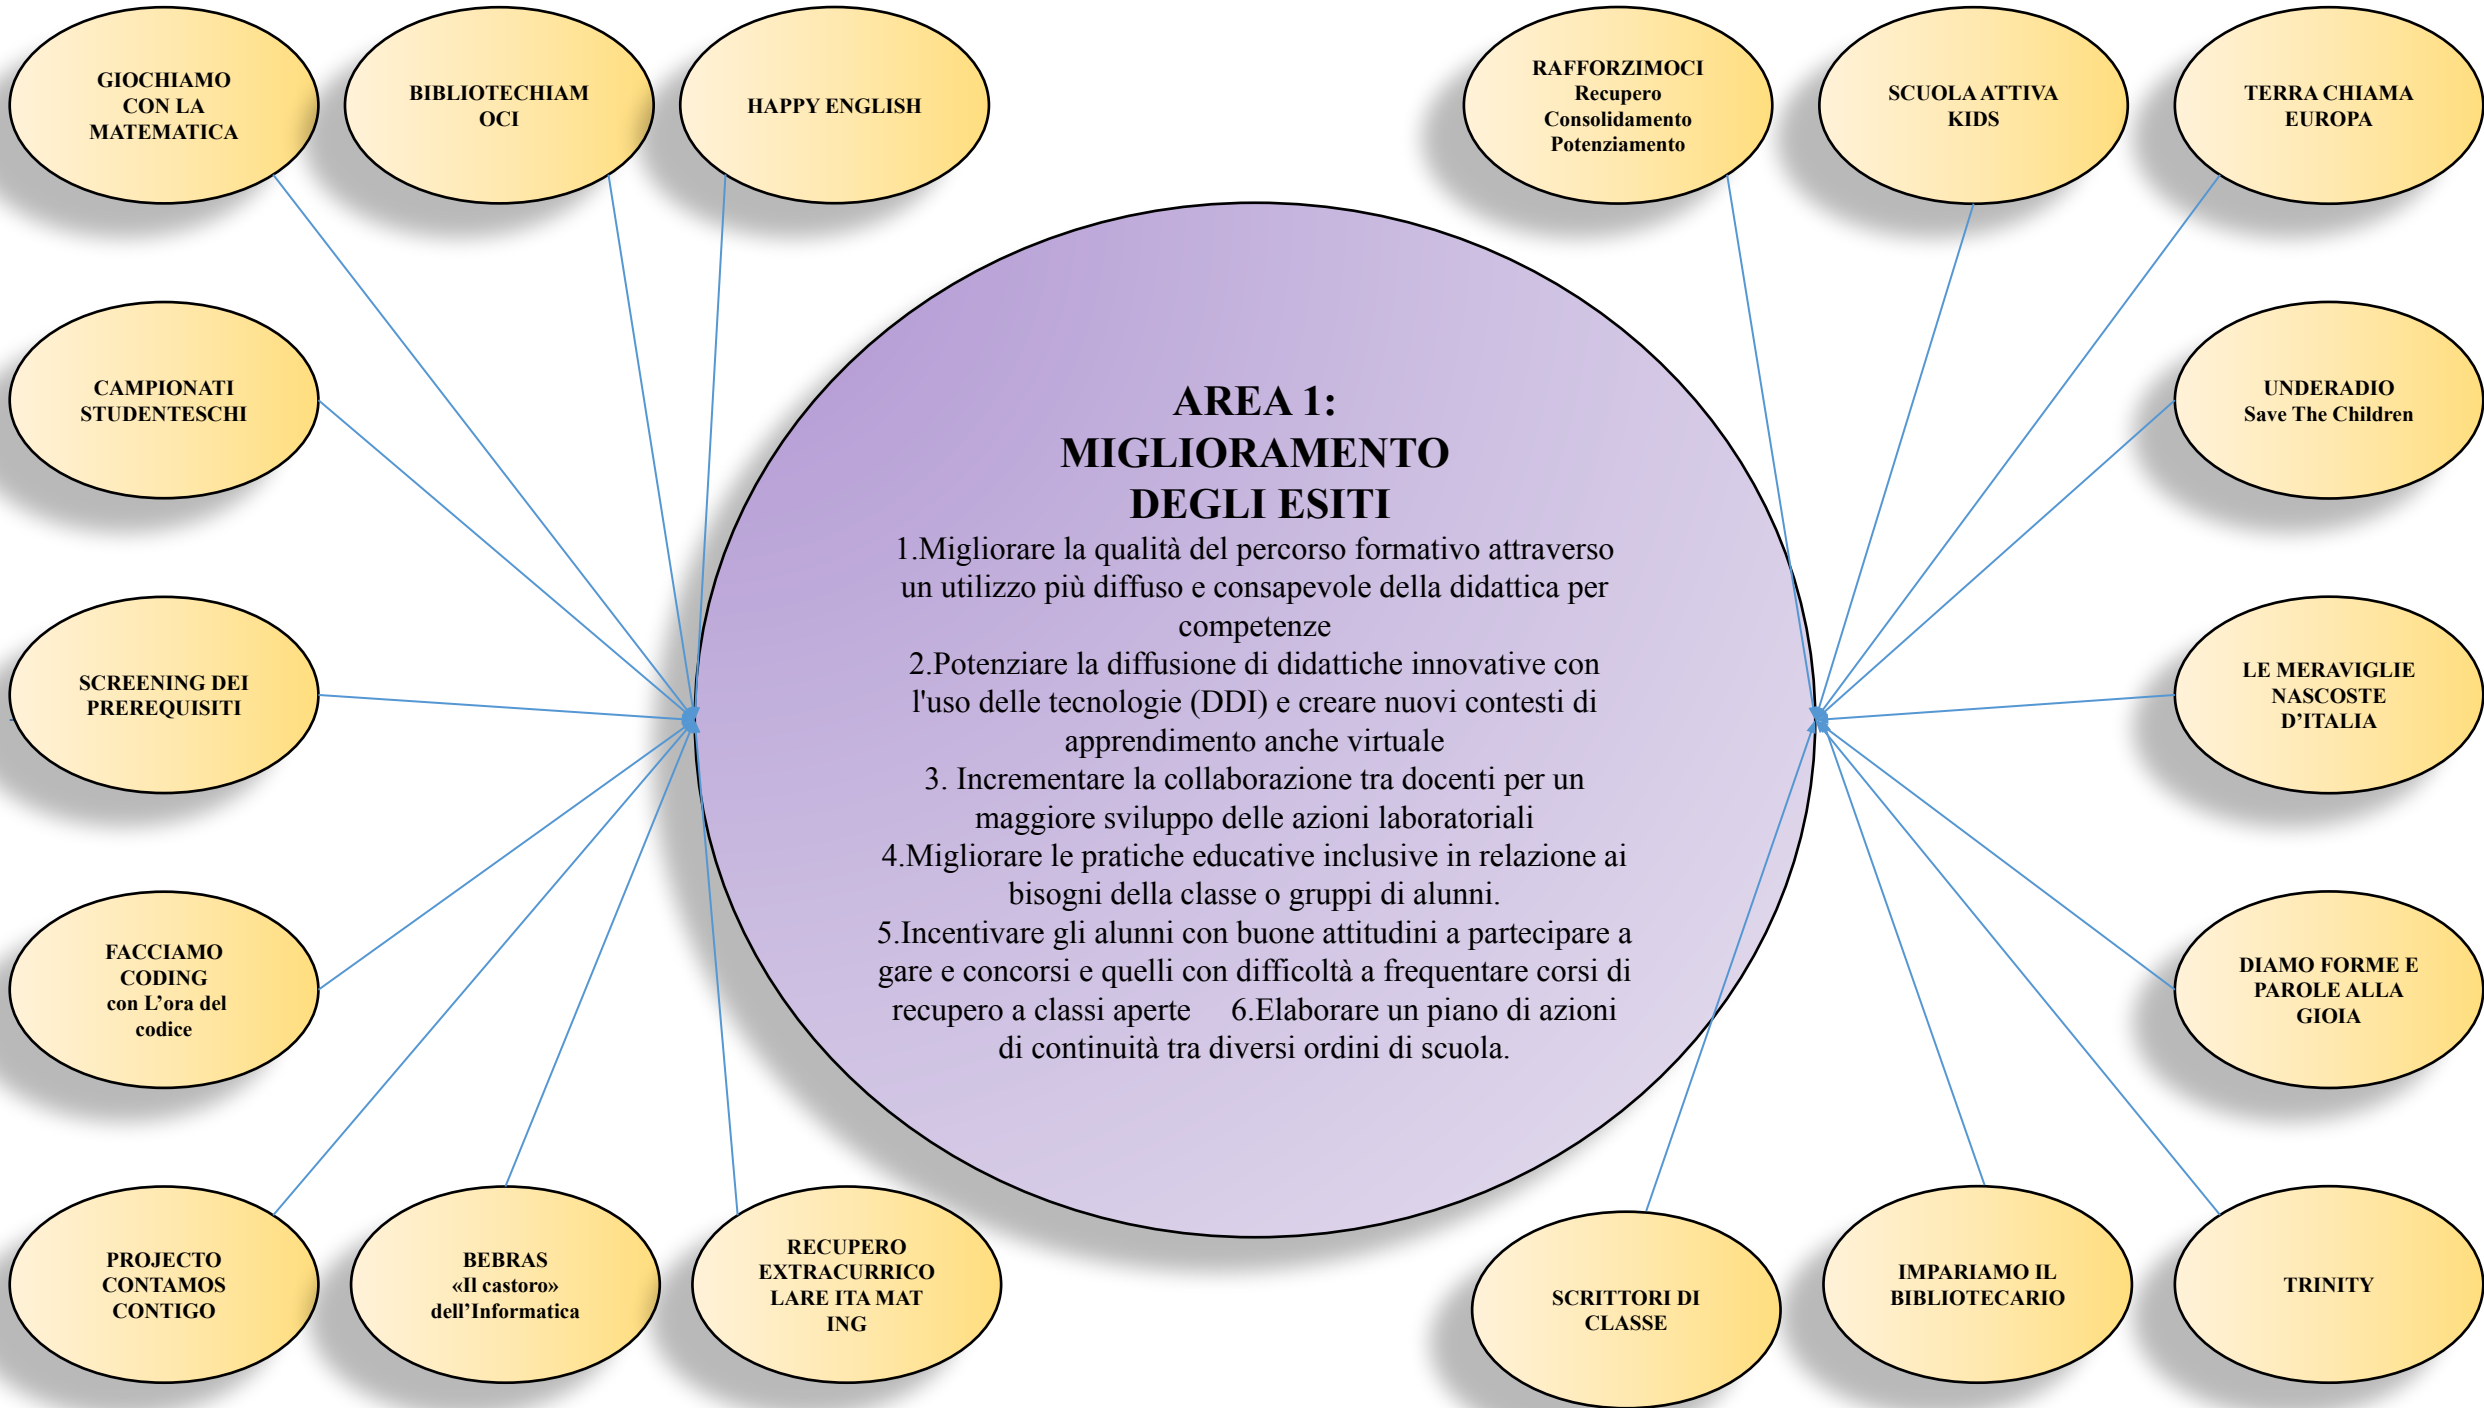 GIOCHIAMO
CON LA
MATEMATICA
BIBLIOTECHIAM
OCI
HAPPY ENGLISH
RAFFORZIMOCI
Recupero
Consolidamento
Potenziamento
SCUOLA ATTIVA
KIDS
TERRA CHIAMA
EUROPA
CAMPIONATI
STUDENTESCHI
UNDERADIO
Save The Children
AREA 1:
MIGLIORAMENTO
DEGLI ESITI
1.Migliorare la qualità del percorso formativo attraverso
un utilizzo più diffuso e consapevole della didattica per
competenze
2.Potenziare la diffusione di didattiche innovative con
l'uso delle tecnologie (DDI) e creare nuovi contesti di
apprendimento anche virtuale
3. Incrementare la collaborazione tra docenti per un
maggiore sviluppo delle azioni laboratoriali
4.Migliorare le pratiche educative inclusive in relazione ai
bisogni della classe o gruppi di alunni.
5.Incentivare gli alunni con buone attitudini a partecipare a
gare e concorsi e quelli con difficoltà a frequentare corsi di
recupero a classi aperte 6.Elaborare un piano di azioni
di continuità tra diversi ordini di scuola.
SCREENING DEI
PREREQUISITI
LE MERAVIGLIE
NASCOSTE
D’ITALIA
FACCIAMO
CODING
con L’ora del
codice
DIAMO FORME E
PAROLE ALLA
GIOIA
PROJECTO
CONTAMOS
CONTIGO
BEBRAS
«Il castoro»
dell’Informatica
RECUPERO
EXTRACURRICO
LARE ITA MAT
ING
SCRITTORI DI
CLASSE
IMPARIAMO IL
BIBLIOTECARIO
TRINITY